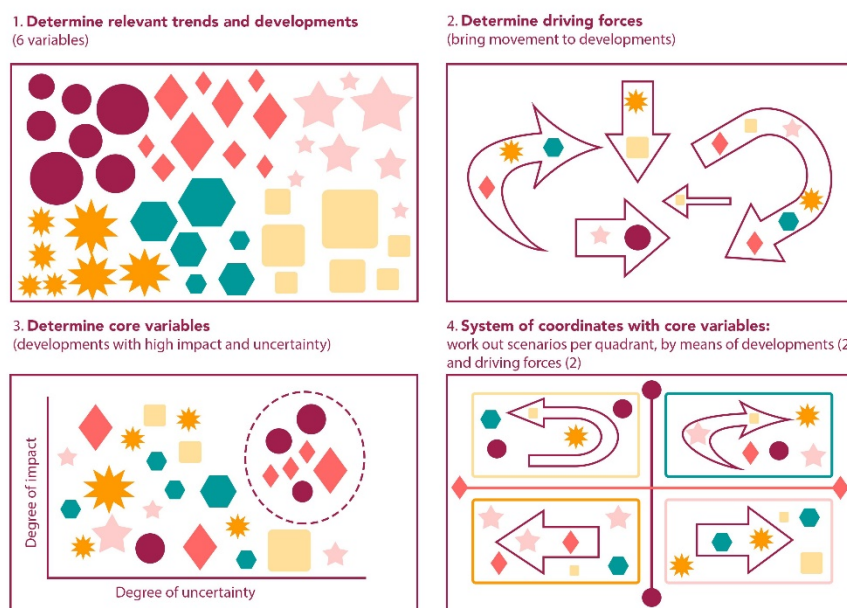 1. Determine relevant trends and developments
(6 variables)
2. Determine driving forces
(bring movement to developments)
3. Determine core variables
(developments with high impact and uncertainty)
Degree of impact
Degree of uncertainty
4. System of coordinates with core variables:
work out scenarios per quadrant, by means of developments (2
and driving forces (2)